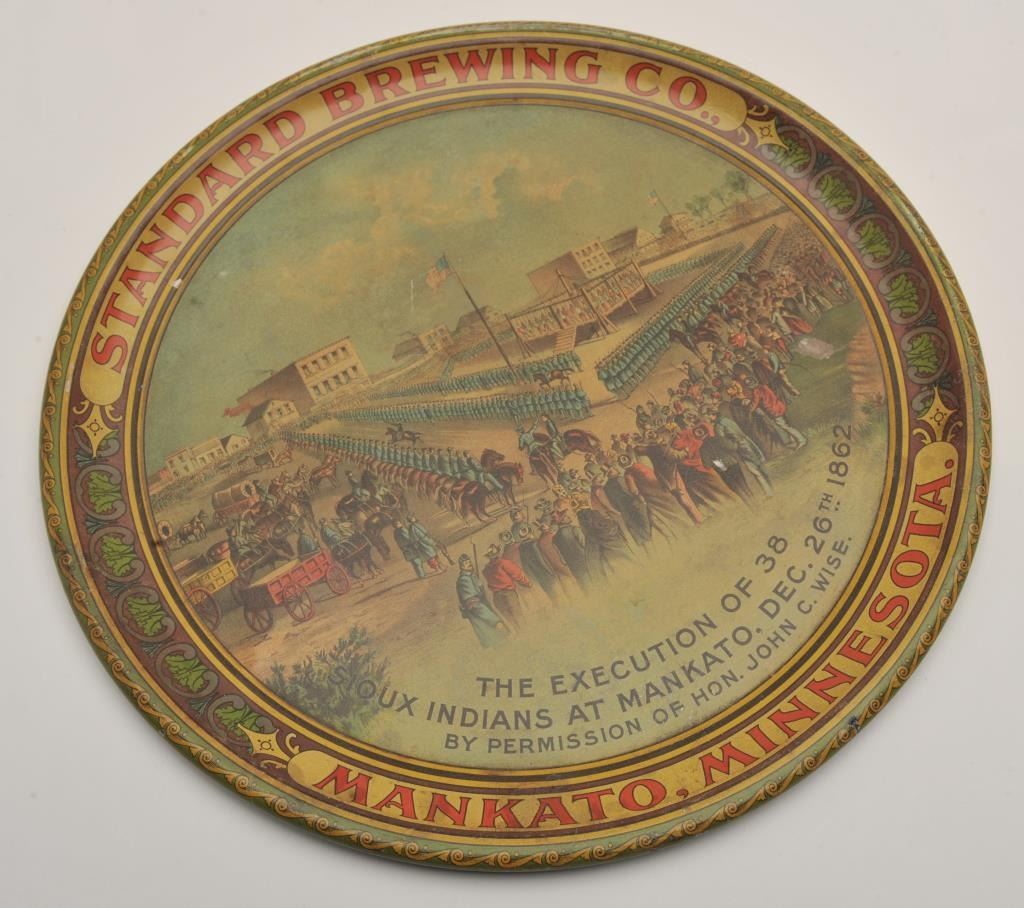 STANDARD BREWING CO.,
THE EXECUTION OF 38
SIOUX INDIANS AT MANKATO. DEC. 26TH 1862
BY PERMISSION OF HON. JOHN C. WISE.
MANKATO, MINNESOTA.